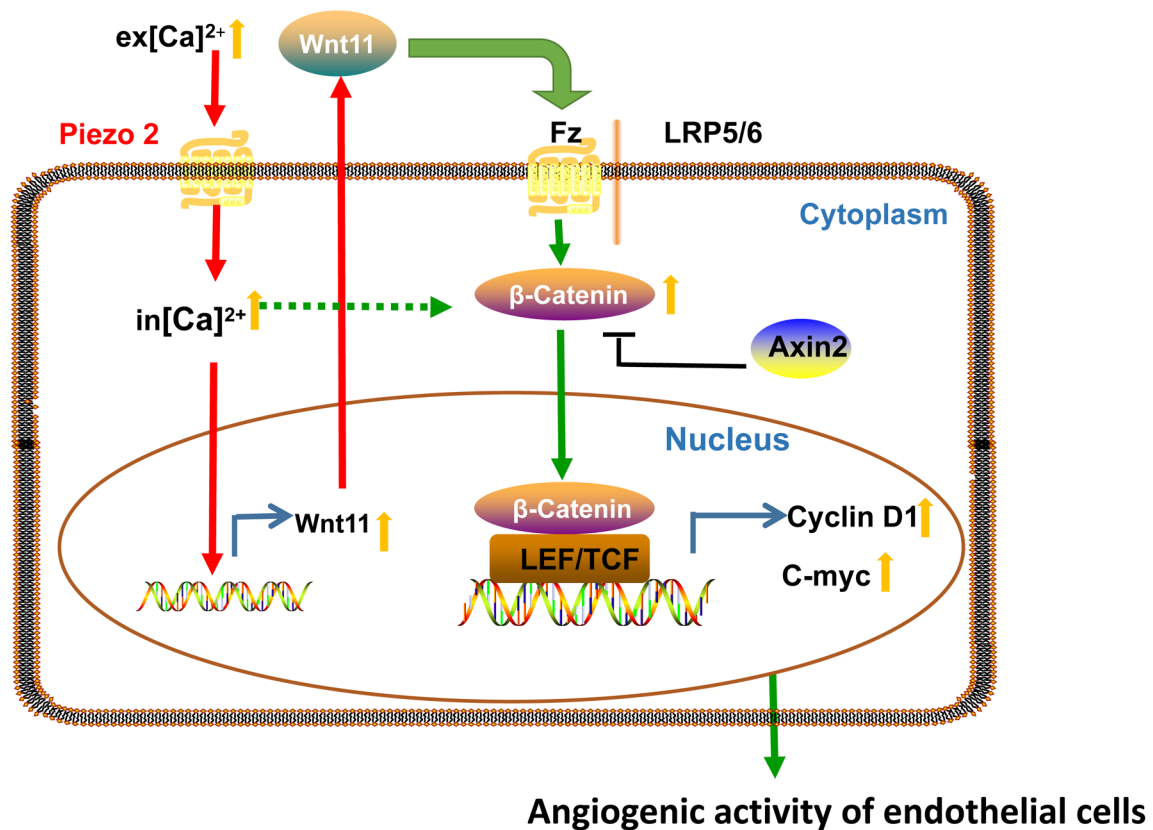 ex[Ca]²⁺
Wnt11
Piezo 2
Fz
LRP5/6
Cytoplasm
β-Catenin
in[Ca]²⁺
Axin2
Nucleus
β-Catenin
Wnt11
Cyclin D1
LEF/TCF
C-myc
Angiogenic activity of endothelial cells